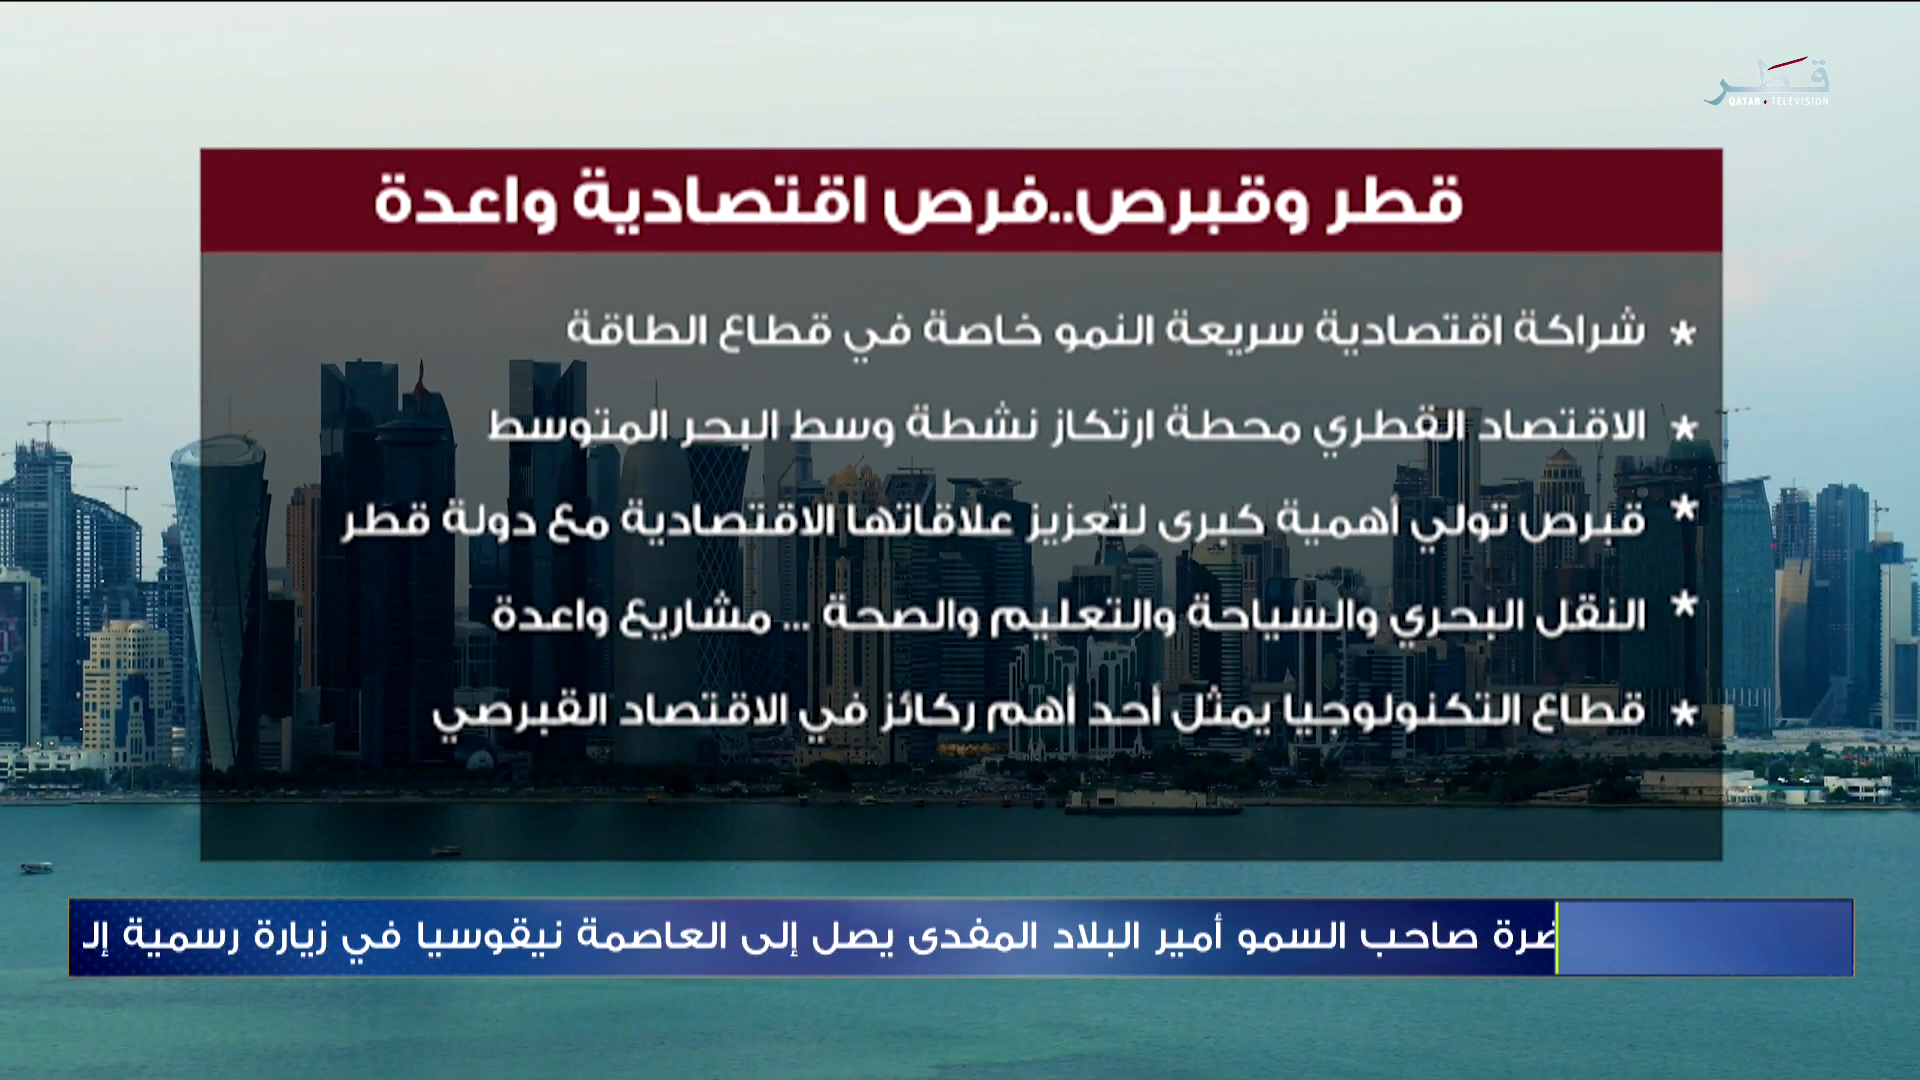 قطر
QATAR TELEVISION
قطر وقبرص..فرص اقتصادية واعدة
* شراكة اقتصادية سريعة النمو خاصة في قطاع الطاقة
* الاقتصاد القطري محطة ارتكاز نشطة وسط البحر المتوسط
* قبرص تولي أهمية كبرى لتعزيز علاقاتها الاقتصادية مع دولة قطر
* النقل البحري والسياحة والتعليم والصحة ... مشاريع واعدة
* قطاع التكنولوجيا يمثل أحد أهم ركائز في الاقتصاد القبرصي
ضرة صاحب السمو أمير البلاد المفدى يصل إلى العاصمة نيقوسيا في زيارة رسمية إلـ